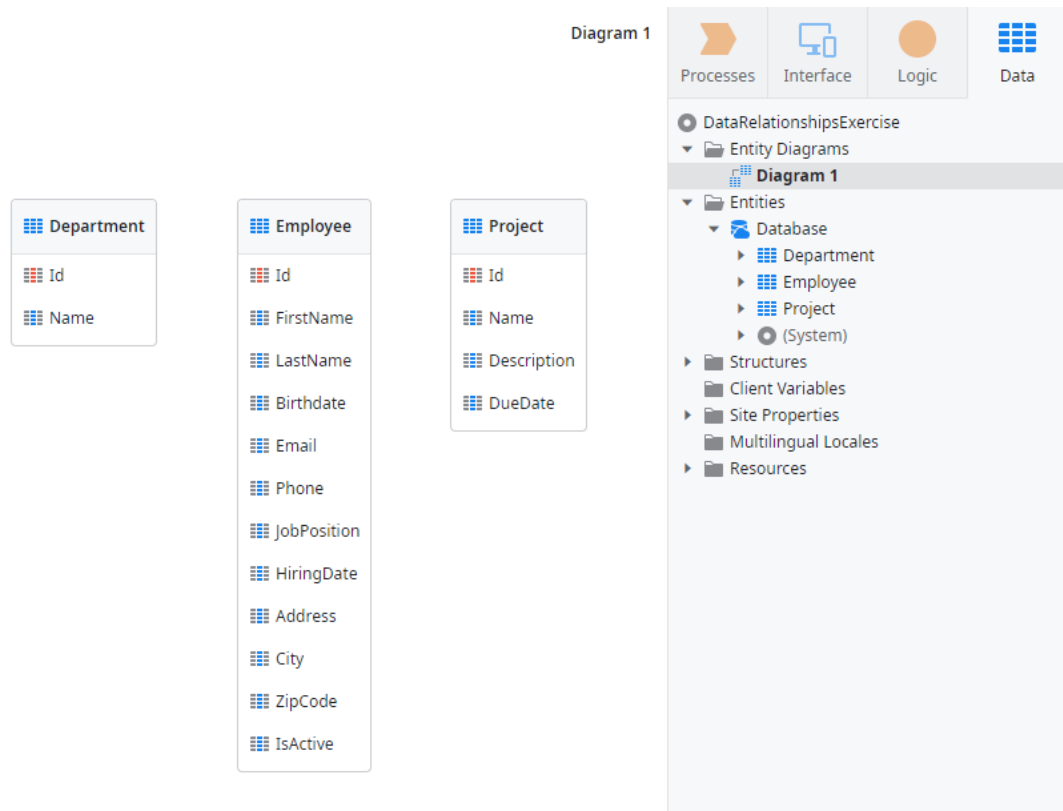 Diagram 1
Department
Id
Name
Employee
Id
FirstName
LastName
Birthdate
Email
Phone
JobPosition
HiringDate
Address
City
ZipCode
IsActive
Project
Id
Name
Description
DueDate
Processes
Interface
Logic
Data
DataRelationshipsExercise
Entity Diagrams
Diagram 1
Entities
Database
Department
Employee
Project
(System)
Structures
Client Variables
Site Properties
Multilingual Locales
Resources